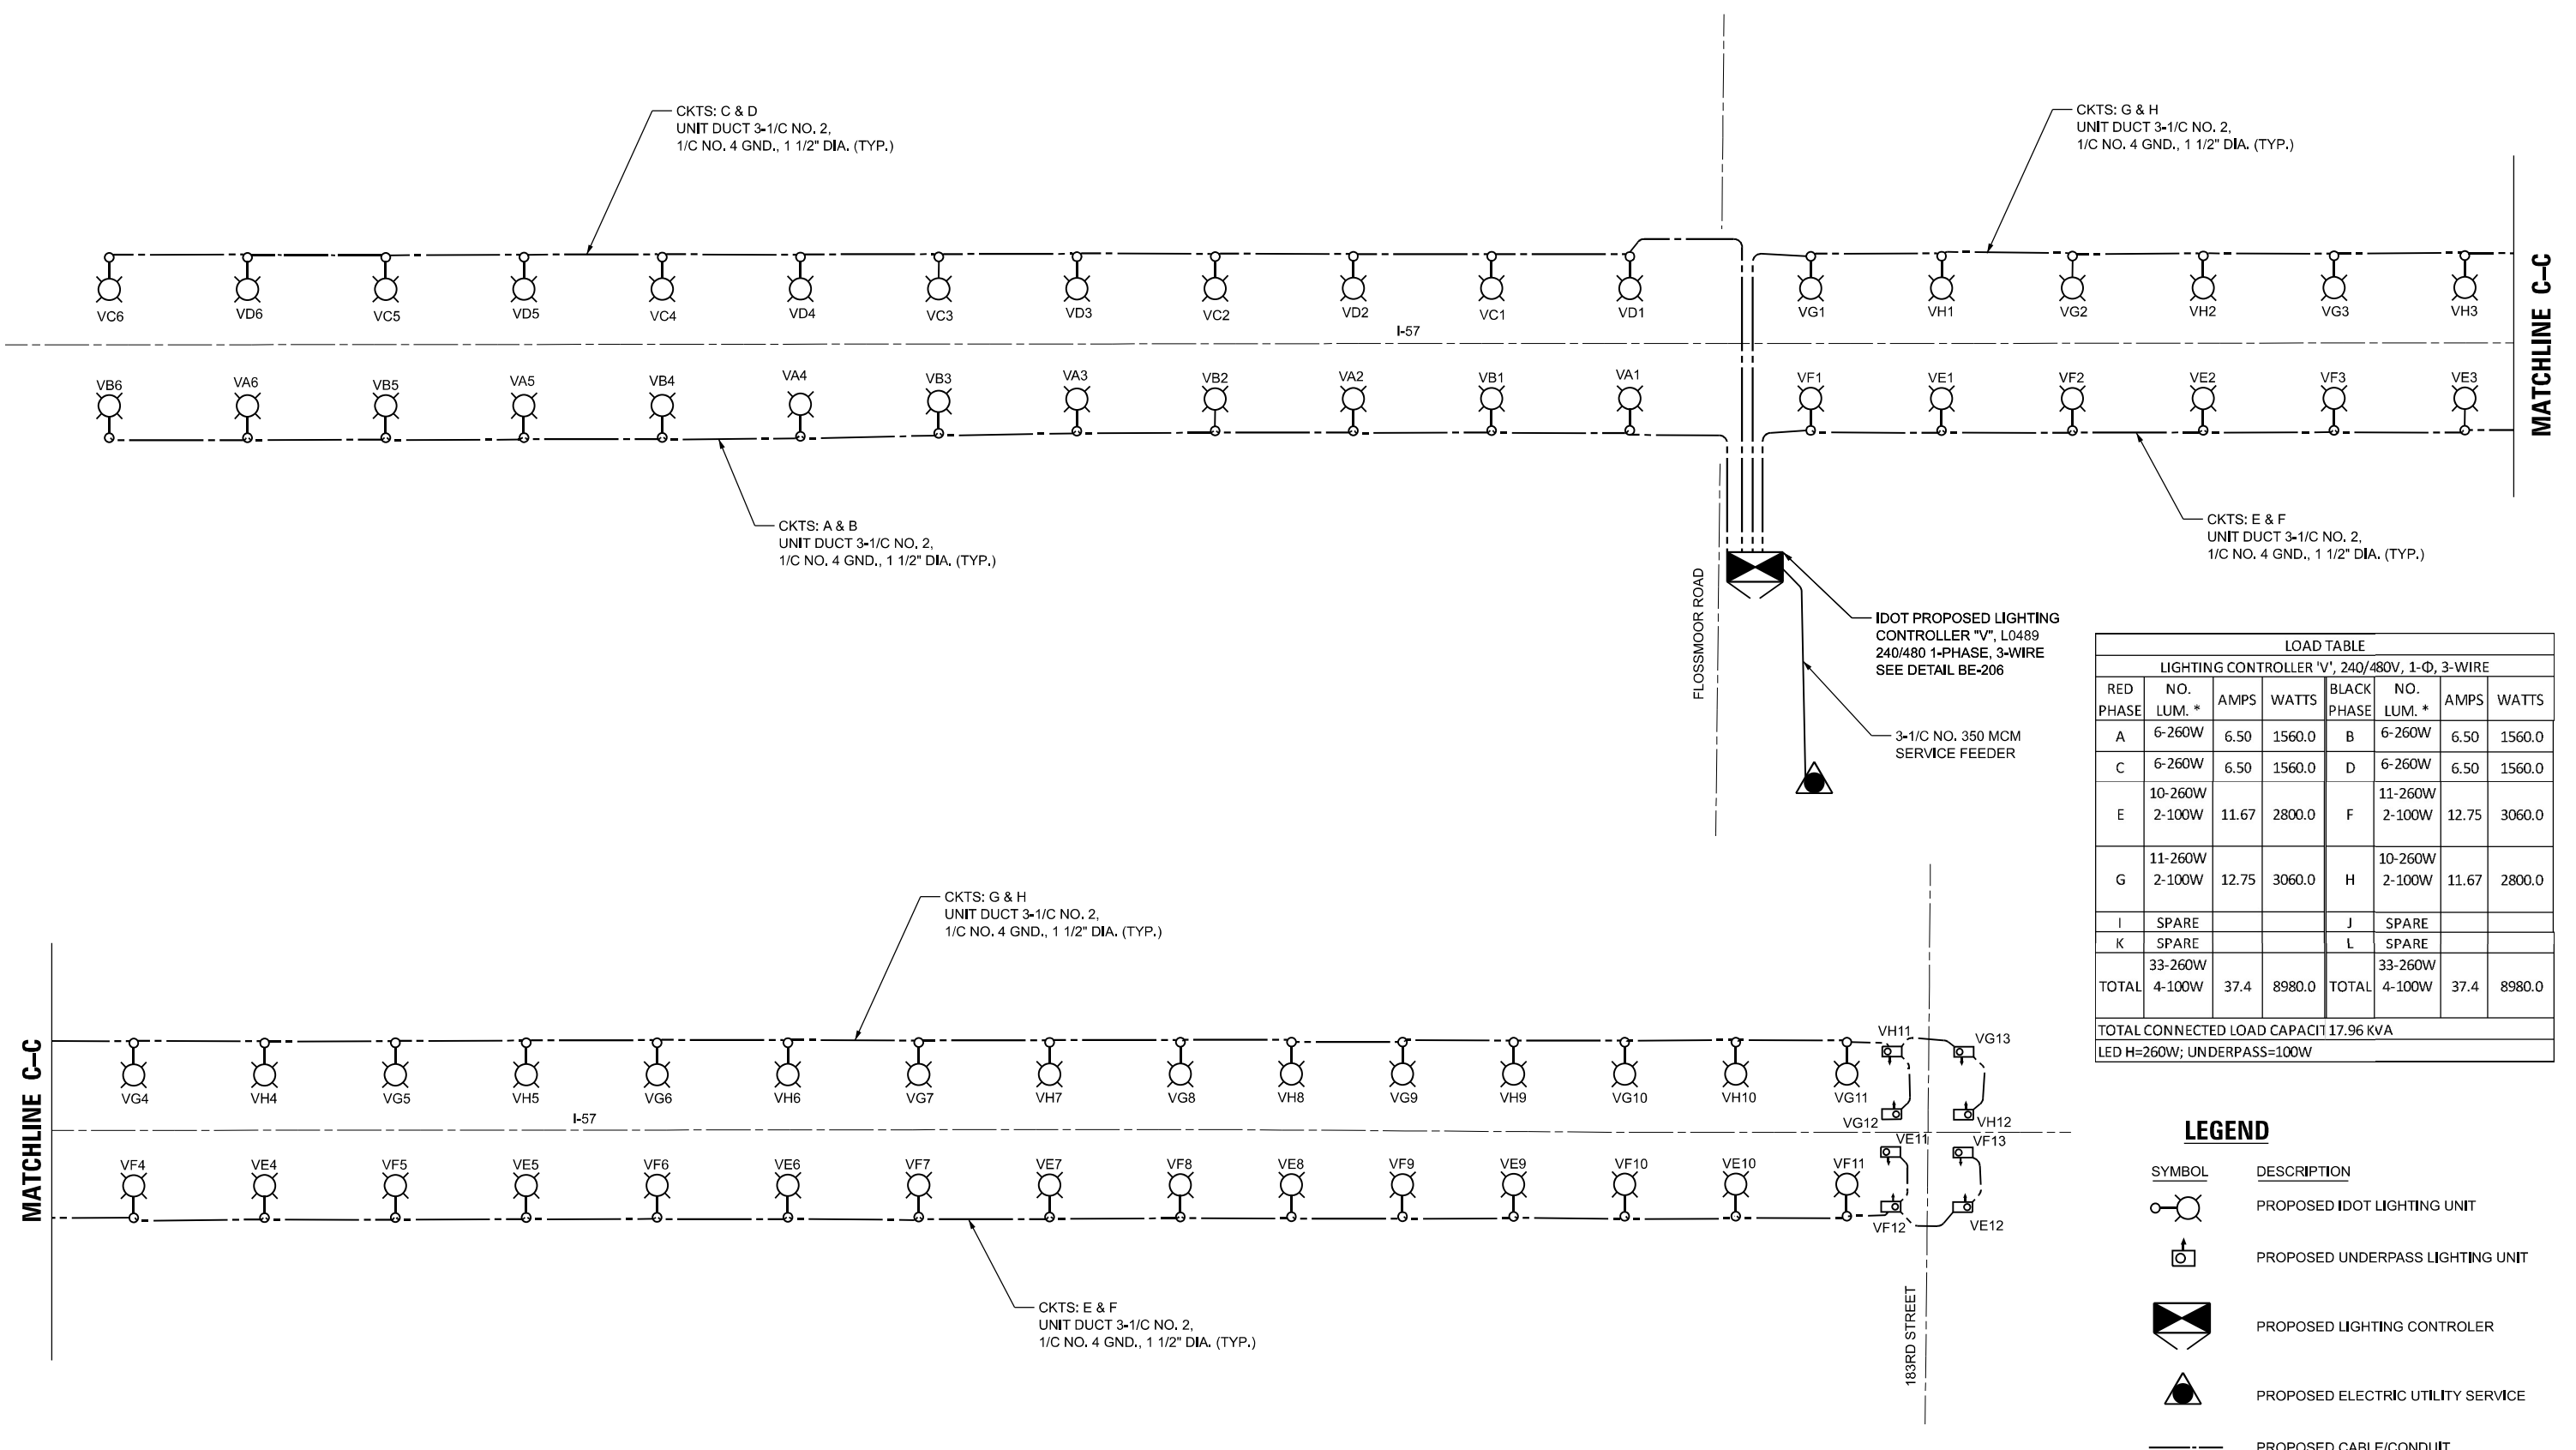 CKTS: C & D
UNIT DUCT 3-1/C NO. 2,
1/C NO. 4 GND., 1 1/2" DIA. (TYP.)
CKTS: G & H
UNIT DUCT 3-1/C NO. 2,
1/C NO. 4 GND., 1 1/2" DIA. (TYP.)
VC6 VD6 VC5 VD5 VC4 VD4 VC3 VD3 VC2 VD2 VC1 VD1 VG1 VH1 VG2 VH2 VG3 VH3
I-57
MATCHLINE C-C
VB6 VA6 VB5 VA5 VB4 VA4 VB3 VA3 VB2 VA2 VB1 VA1 VF1 VE1 VF2 VE2 VF3 VE3
CKTS: A & B
UNIT DUCT 3-1/C NO. 2,
1/C NO. 4 GND., 1 1/2" DIA. (TYP.)
CKTS: E & F
UNIT DUCT 3-1/C NO. 2,
1/C NO. 4 GND., 1 1/2" DIA. (TYP.)
FLOSSMOOR ROAD
IDOT PROPOSED LIGHTING
CONTROLLER "V", L0489
240/480 1-PHASE, 3-WIRE
SEE DETAIL BE-206
3-1/C NO. 350 MCM
SERVICE FEEDER
LOAD TABLE
LIGHTING CONTROLLER 'V', 240/480V, 1-Φ, 3-WIRE
RED PHASE NO. LUM. * AMPS WATTS BLACK PHASE NO. LUM. * AMPS WATTS
A 6-260W 6.50 1560.0 B 6-260W 6.50 1560.0
C 6-260W 6.50 1560.0 D 6-260W 6.50 1560.0
E 10-260W 2-100W 11.67 2800.0 F 11-260W 2-100W 12.75 3060.0
G 11-260W 2-100W 12.75 3060.0 H 10-260W 2-100W 11.67 2800.0
I SPARE J SPARE
K SPARE L SPARE
TOTAL 33-260W 4-100W 37.4 8980.0 TOTAL 33-260W 4-100W 37.4 8980.0
TOTAL CONNECTED LOAD CAPACIT 17.96 KVA
LED H=260W; UNDERPASS=100W
CKTS: G & H
UNIT DUCT 3-1/C NO. 2,
1/C NO. 4 GND., 1 1/2" DIA. (TYP.)
MATCHLINE C-C
VH11 VG13
VG4 VH4 VG5 VH5 VG6 VH6 VG7 VH7 VG8 VH8 VG9 VH9 VG10 VH10 VG11
VG12 VH12
I-57
VE11 VF13
VF4 VE4 VF5 VE5 VF6 VE6 VF7 VE7 VF8 VE8 VF9 VE9 VF10 VE10 VF11
VF12 VE12
CKTS: E & F
UNIT DUCT 3-1/C NO. 2,
1/C NO. 4 GND., 1 1/2" DIA. (TYP.)
183RD STREET
LEGEND
SYMBOL DESCRIPTION
PROPOSED IDOT LIGHTING UNIT
PROPOSED UNDERPASS LIGHTING UNIT
PROPOSED LIGHTING CONTROLER
PROPOSED ELECTRIC UTILITY SERVICE
PROPOSED CABLE/CONDUIT